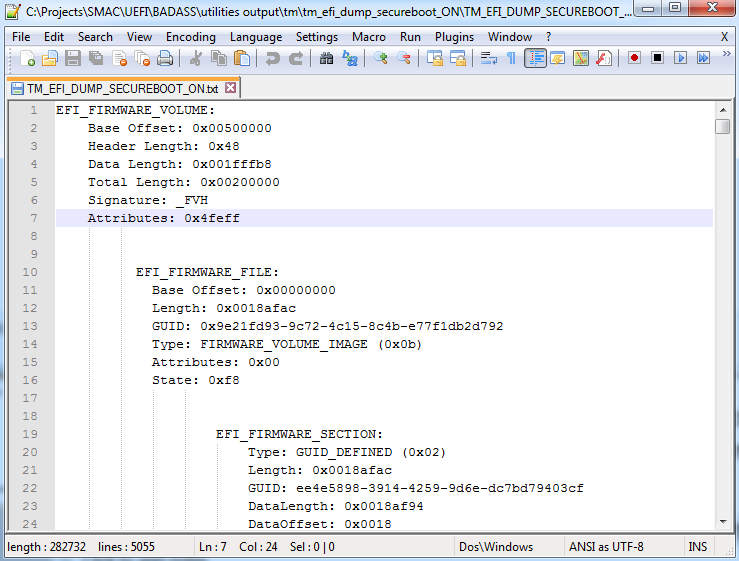 C:\Projects\SMAC\UEFI\BADASS\utilities output\tm\tm_efi_dump_secureboot_ON\TM_EFI_DUMP_SECUREBOOT_...
File Edit Search View Encoding Language Settings Macro Run Plugins Window ? X
TM_EFI_DUMP_SECUREBOOT_ON.txt
1 EFI_FIRMWARE_VOLUME:
2 Base Offset: 0x00500000
3 Header Length: 0x48
4 Data Length: 0x001fffb8
5 Total Length: 0x00200000
6 Signature: _FVH
7 Attributes: 0x4feff
8
9
10 EFI_FIRMWARE_FILE:
11 Base Offset: 0x00000000
12 Length: 0x0018afac
13 GUID: 0x9e21fd93-9c72-4c15-8c4b-e77f1db2d792
14 Type: FIRMWARE_VOLUME_IMAGE (0x0b)
15 Attributes: 0x00
16 State: 0xf8
17
18
19 EFI_FIRMWARE_SECTION:
20 Type: GUID_DEFINED (0x02)
21 Length: 0x0018afac
22 GUID: ee4e5898-3914-4259-9d6e-dc7bd79403cf
23 DataLength: 0x0018af94
24 DataOffset: 0x0018
length : 282732 lines : 5055 Ln : 7 Col : 24 Sel : 0 | 0 Dos\Windows ANSI as UTF-8 INS